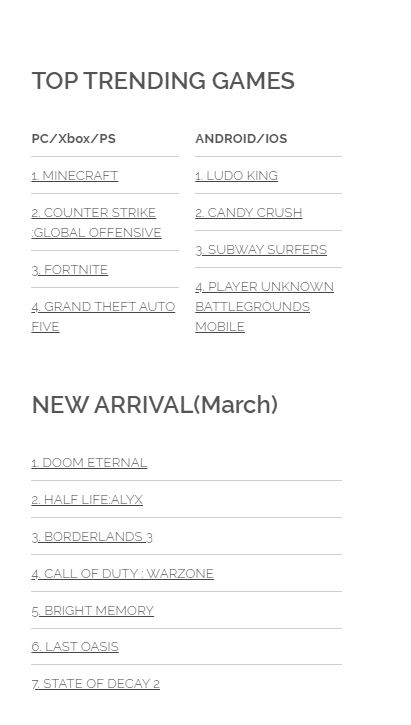 TOP TRENDING GAMES
PC/Xbox/PS
1. MINECRAFT
2. COUNTER STRIKE
:GLOBAL OFFENSIVE
3. FORTNITE
4. GRAND THEFT AUTO
FIVE
ANDROID/IOS
1. LUDO KING
2. CANDY CRUSH
3. SUBWAY SURFERS
4. PLAYER UNKNOWN
BATTLEGROUNDS
MOBILE
NEW ARRIVAL(March)
1. DOOM ETERNAL
2. HALF LIFE:ALYX
3. BORDERLANDS 3
4. CALL OF DUTY : WARZONE
5. BRIGHT MEMORY
6. LAST OASIS
7. STATE OF DECAY 2